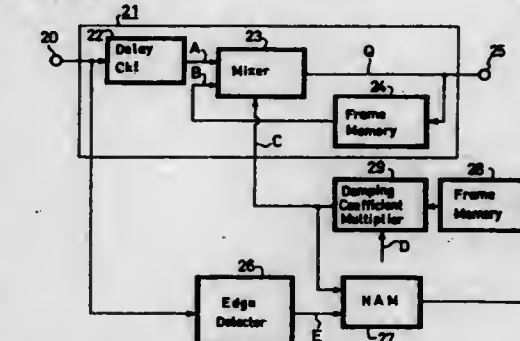 21
20
22
23
25
Delay
Ckt
A
B
Mixer
Q
24
Frame
Memory
C
29
28
Damping
Coefficient
Multiplier
Frame
Memory
D
26
Edge
Detector
E
NAM
27